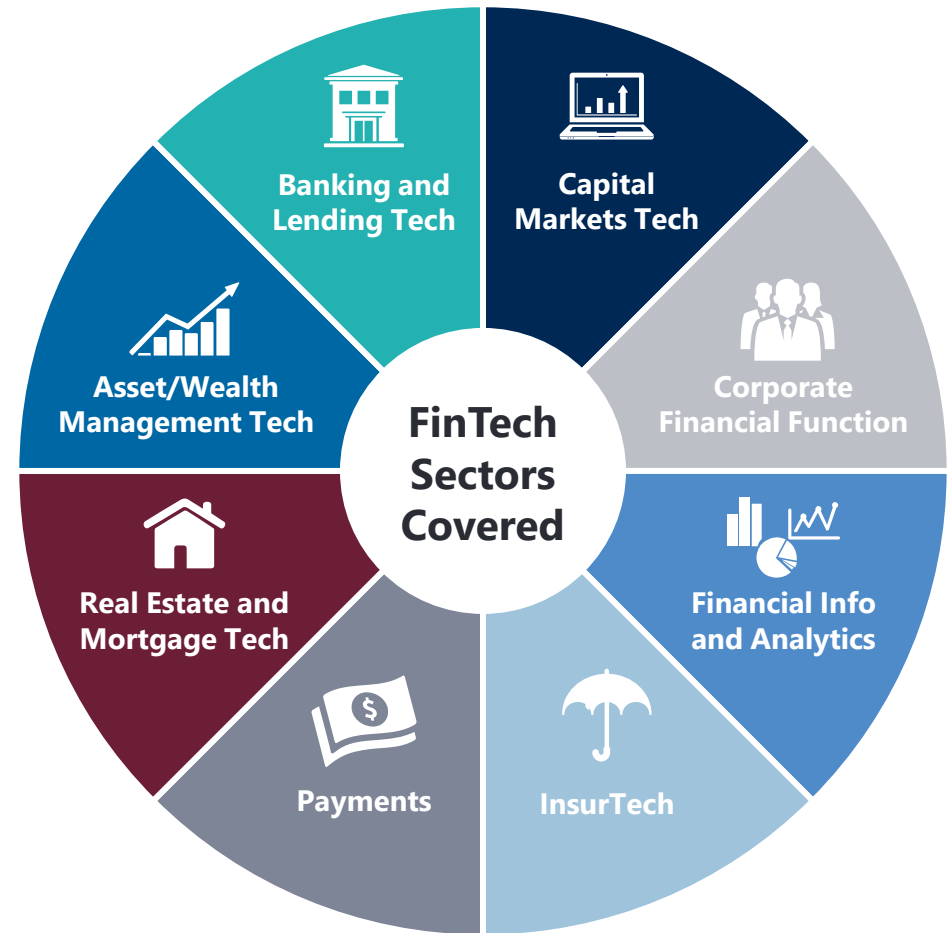 Banking and
Lending Tech
Capital
Markets Tech
Asset/Wealth
Management Tech
Corporate
Financial Function
FinTech
Sectors
Covered
Real Estate and
Mortgage Tech
Financial Info
and Analytics
$
Payments
InsurTech